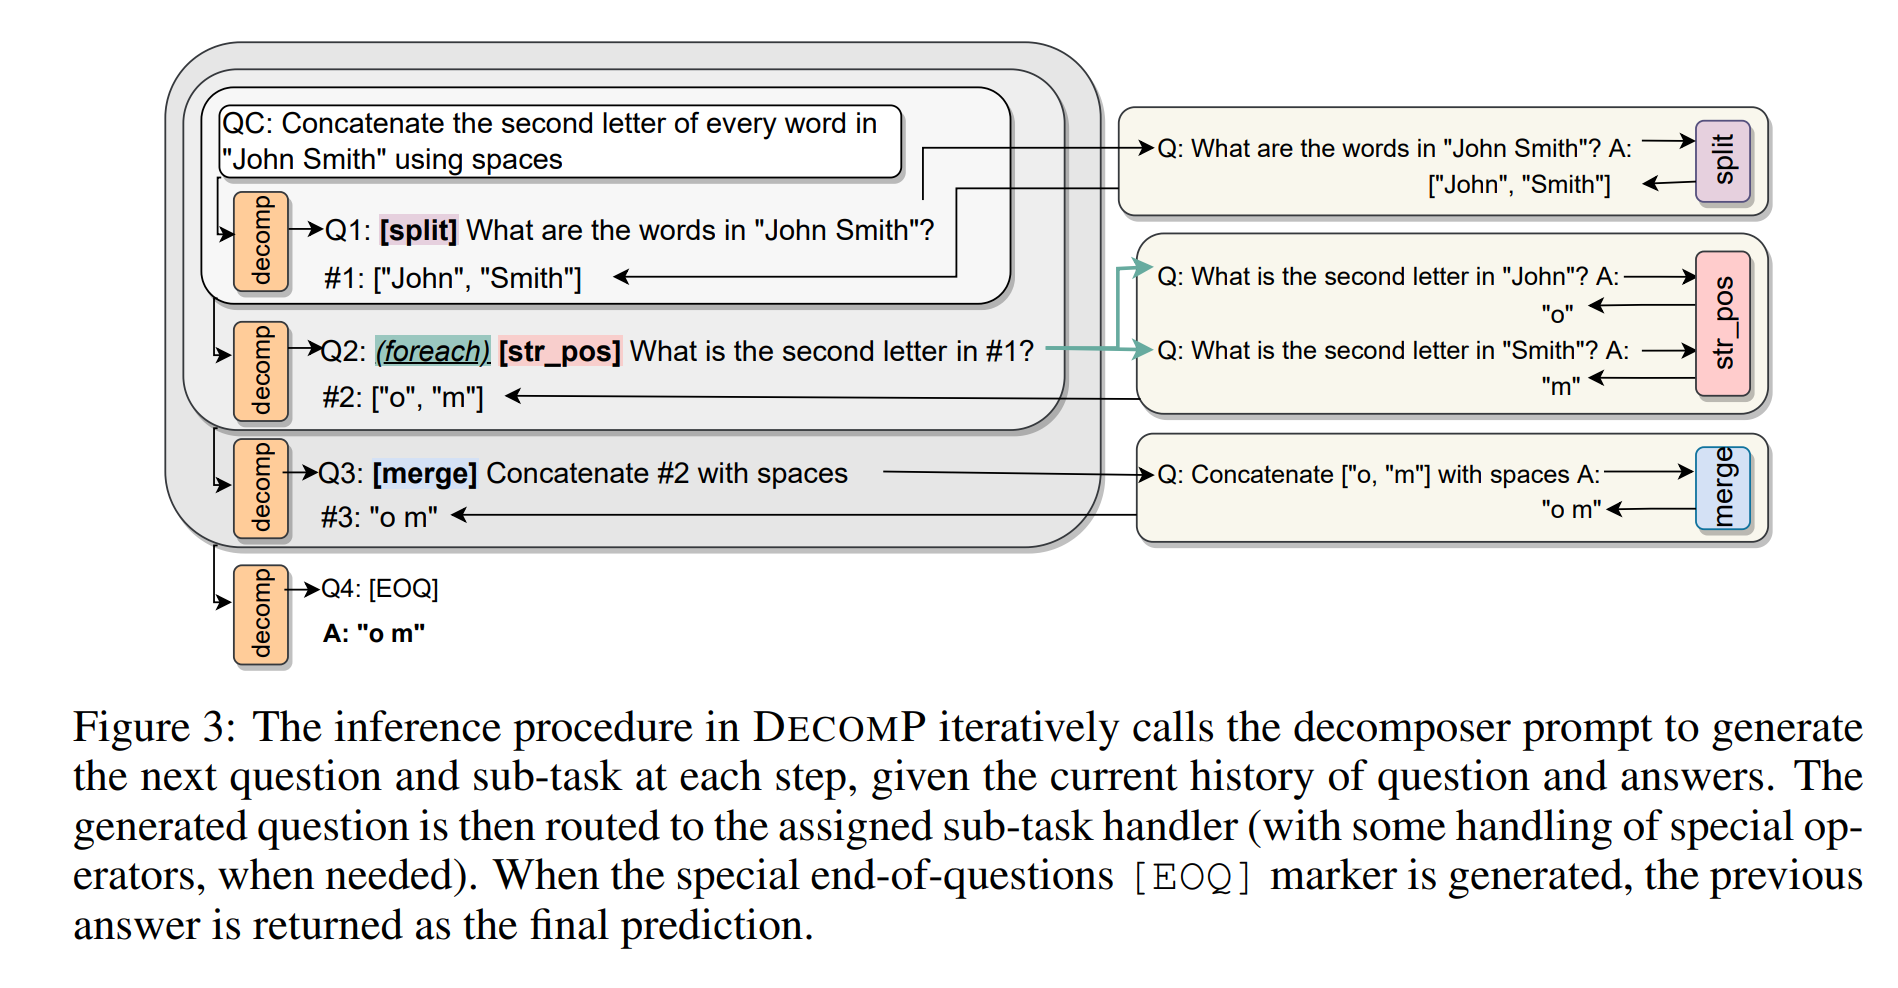 QC: Concatenate the second letter of every word in
"John Smith" using spaces
decomp
Q1: [split] What are the words in "John Smith"?
#1: ["John", "Smith"]
Q: What are the words in "John Smith"? A:
["John", "Smith"]
split
decomp
Q2: (foreach) [str_pos] What is the second letter in #1?
#2: ["o", "m"]
Q: What is the second letter in "John"? A:
"o"
Q: What is the second letter in "Smith"? A:
"m"
str_pos
decomp
Q3: [merge] Concatenate #2 with spaces
#3: "o m"
Q: Concatenate ["o, "m"] with spaces A:
"o m"
merge
decomp
Q4: [EOQ]
A: "o m"
Figure 3: The inference procedure in DECOMP iteratively calls the decomposer prompt to generate
the next question and sub-task at each step, given the current history of question and answers. The
generated question is then routed to the assigned sub-task handler (with some handling of special op-
erators, when needed). When the special end-of-questions [EOQ] marker is generated, the previous
answer is returned as the final prediction.